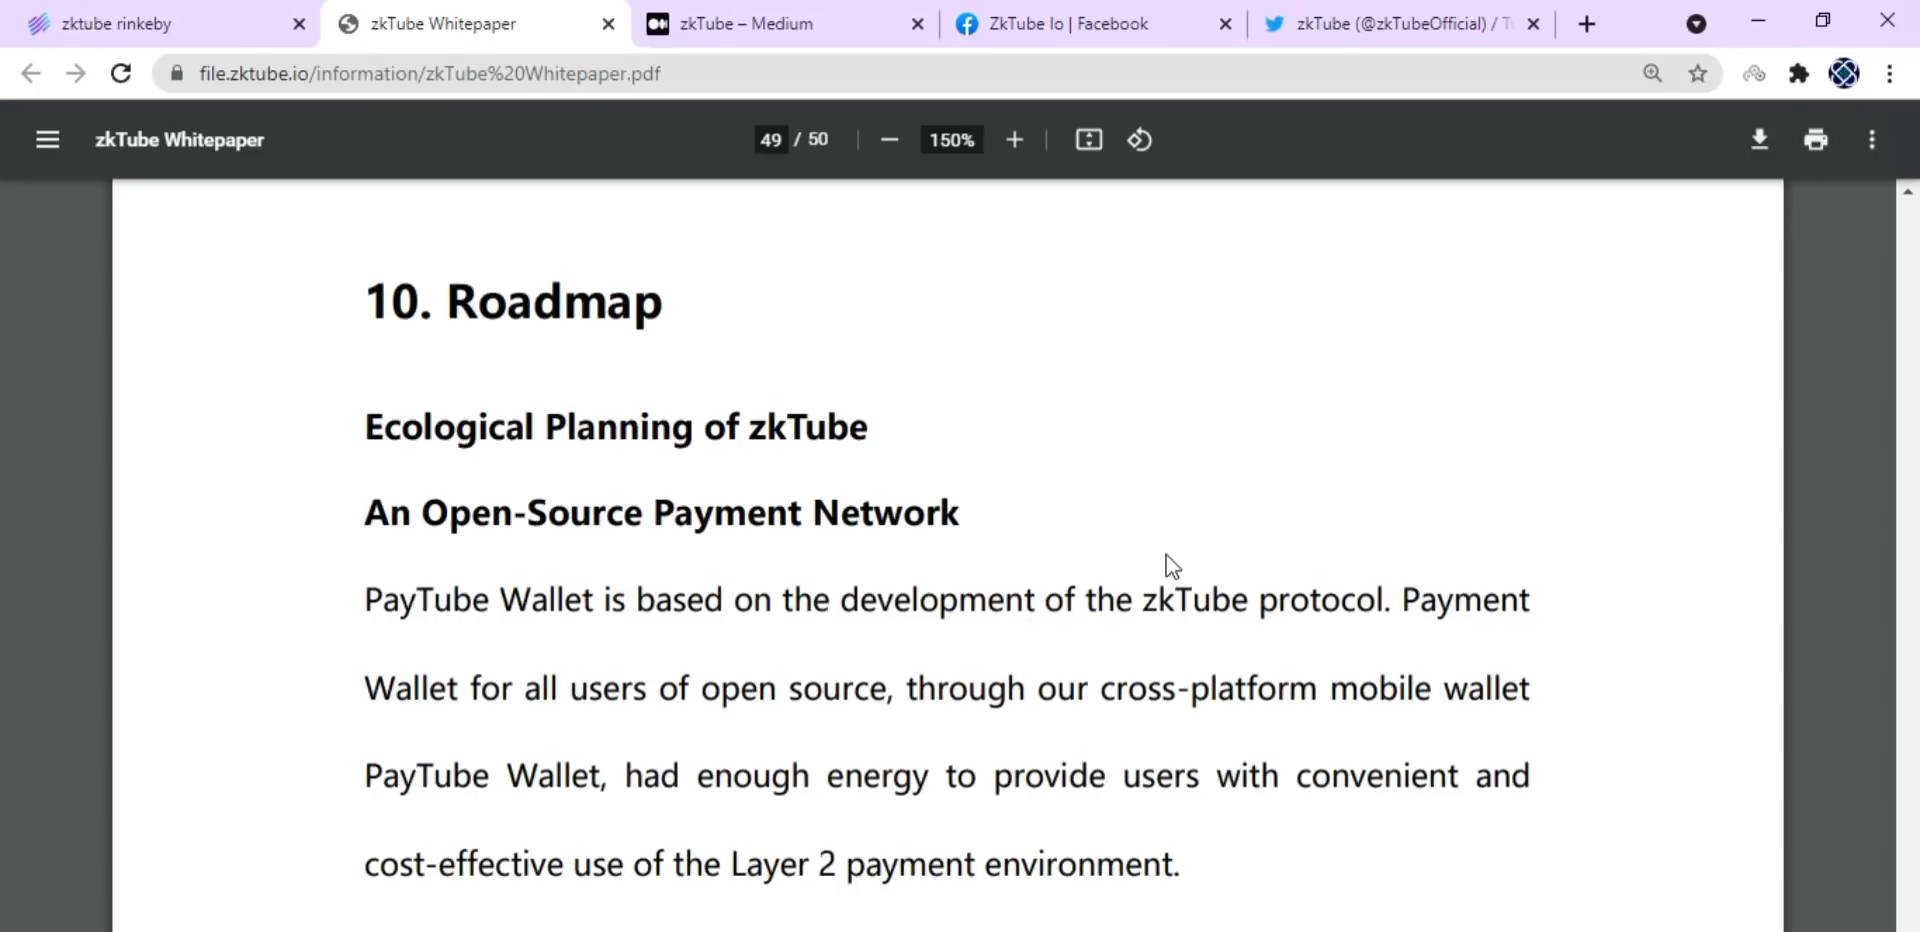 zktube rinkeby
zkTube Whitepaper
zkTube – Medium
ZkTube Io | Facebook
zkTube (@zkTubeOfficial) /
file.zktube.io/information/zkTube%20Whitepaper.pdf
zkTube Whitepaper
49 / 50
150%
10. Roadmap
Ecological Planning of zkTube
An Open-Source Payment Network
PayTube Wallet is based on the development of the zkTube protocol. Payment
Wallet for all users of open source, through our cross-platform mobile wallet
PayTube Wallet, had enough energy to provide users with convenient and
cost-effective use of the Layer 2 payment environment.